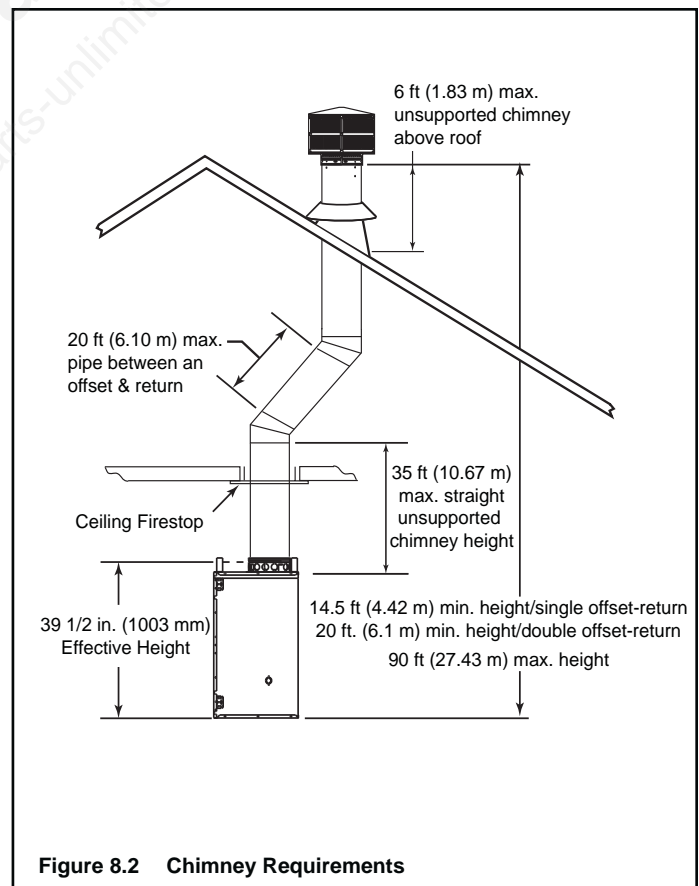 rts-unlimite
6 ft (1.83 m) max.
unsupported chimney
above roof
20 ft (6.10 m) max.
pipe between an
offset & return
35 ft (10.67 m)
max. straight
unsupported
chimney height
Ceiling Firestop
39 1/2 in. (1003 mm)
Effective Height
14.5 ft (4.42 m) min. height/single offset-return
20 ft. (6.1 m) min. height/double offset-return
90 ft (27.43 m) max. height
Figure 8.2 Chimney Requirements